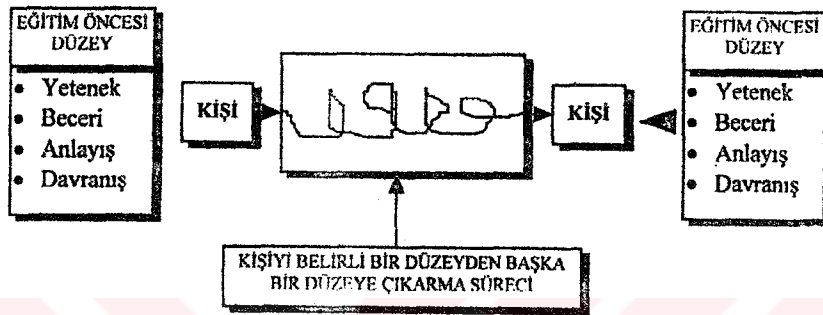 EĞİTİM ÖNCESİ
DÜZEY
• Yetenek
• Beceri
• Anlayış
• Davranış
KİŞİ
KİŞİ
EĞİTİM ÖNCESİ
DÜZEY
• Yetenek
• Beceri
• Anlayış
• Davranış
KİŞİYİ BELİRLİ BİR DÜZEYDEN BAŞKA
BİR DÜZEYE ÇIKARMA SÜRECİ